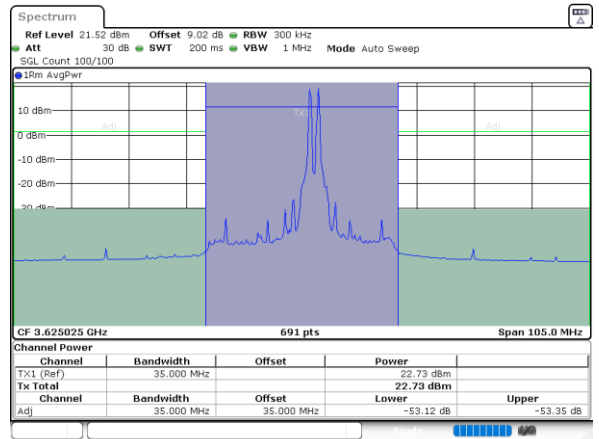 Spectrum
Ref Level 21.52 dBm Offset 9.02 dB RBW 300 kHz
Att 30 dB SWT 200 ms VBW 1 MHz Mode Auto Sweep
SGL Count 100/100
1Rm AvgPwr
10 dBm
TX1
Adj Adj
0 dBm
-10 dBm
-20 dBm
-30 dBm
CF 3.625025 GHz 691 pts Span 105.0 MHz
Channel Power
Channel Bandwidth Offset Power
TX1 (Ref) 35.000 MHz 22.73 dBm
Tx Total 22.73 dBm
Channel Bandwidth Offset Lower Upper
Adj 35.000 MHz 35.000 MHz -53.12 dB -53.35 dB